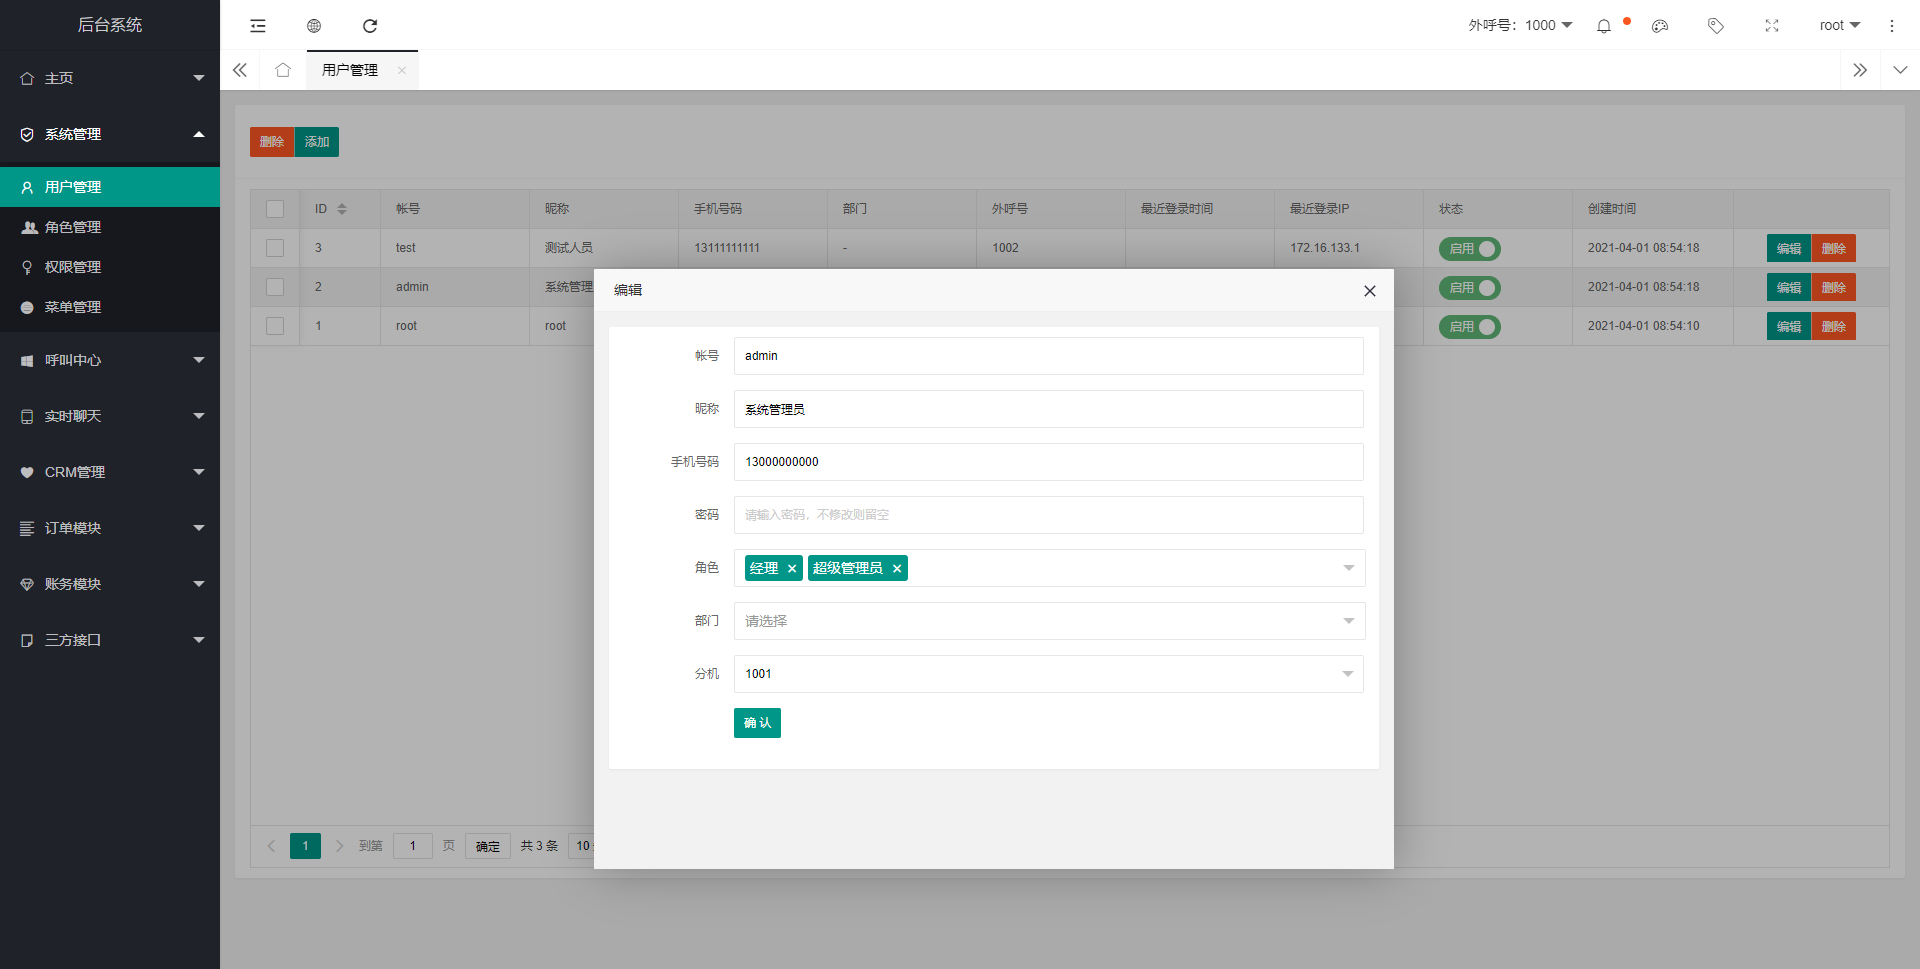 后台系统
外呼号：1000
root
主页
用户管理
系统管理
用户管理
角色管理
权限管理
菜单管理
呼叫中心
实时聊天
CRM管理
订单模块
账务模块
三方接口
删除 添加
ID 帐号 昵称 手机号码 部门 外呼号 最近登录时间 最近登录IP 状态 创建时间
3 test 测试人员 13111111111 - 1002 172.16.133.1 启用 2021-04-01 08:54:18 编辑 删除
2 admin 系统管理 启用 2021-04-01 08:54:18 编辑 删除
1 root root 启用 2021-04-01 08:54:10 编辑 删除
编辑
帐号 admin
昵称 系统管理员
手机号码 13000000000
密码 请输入密码，不修改则留空
角色 经理 超级管理员
部门 请选择
分机 1001
确认
1 到第 1 页 确定 共 3 条 10